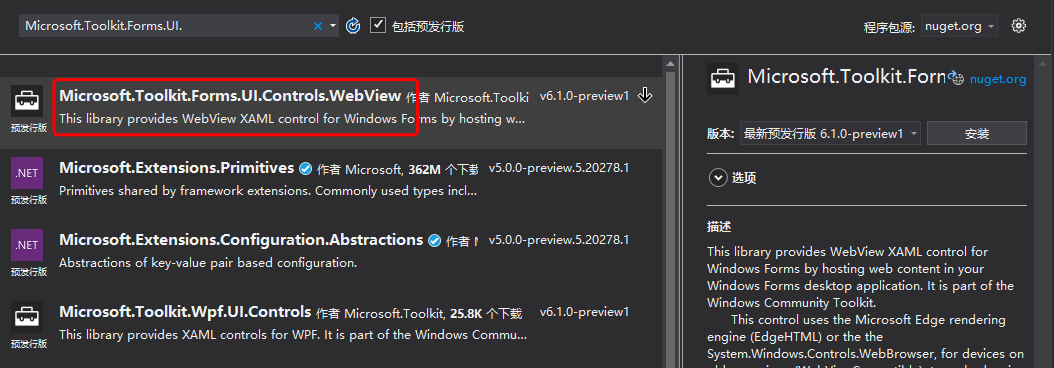 Microsoft.Toolkit.Forms.UI.
包括预发行版
程序包源: nuget.org
Microsoft.Toolkit.Forms.UI.Controls.WebView 作者 Microsoft.Toolki v6.1.0-preview1
This library provides WebView XAML control for Windows Forms by hosting w...
预发行版
.NET Microsoft.Extensions.Primitives 作者 Microsoft, 362M 个下载 v5.0.0-preview.5.20278.1
Primitives shared by framework extensions. Commonly used types incl...
预发行版
.NET Microsoft.Extensions.Configuration.Abstractions 作者 v5.0.0-preview.5.20278.1
Abstractions of key-value pair based configuration.
预发行版
Microsoft.Toolkit.Wpf.UI.Controls 作者 Microsoft.Toolkit, 25.8K 个下载 v6.1.0-preview1
This library provides XAML controls for WPF. It is part of the Windows Commu...
预发行版
Microsoft.Toolkit.Forn nuget.org
版本: 最新预发行版 6.1.0-preview1 安装
选项
描述
This library provides WebView XAML control for
Windows Forms by hosting web content in your
Windows Forms desktop application. It is part of the
Windows Community Toolkit.
This control uses the Microsoft Edge rendering
engine (EdgeHTML) or the the
System.Windows.Controls.WebBrowser, for devices on